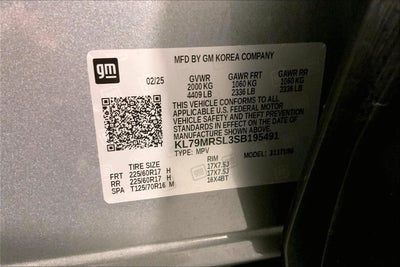 gm
MFD BY GM KOREA COMPANY
02/25
GVWR GAWR FRT GAWR RR
2000 KG 1060 KG 1060 KG
4409 LB 2336 LB 2336 LB
THIS VEHICLE CONFORMS TO ALL
APPLICABLE U.S. FEDERAL MOTOR
VEHICLE SAFETY AND THEFT PREVENTION
STANDARDS IN EFFECT ON THE DATE OF
MANUFACTURE SHOWN ABOVE.
KL79MRSL3SB195491
TYPE: MPV MODEL:
TIRE SIZE RIM
FRT 225/60R17 H 17X7.5J
RR 225/60R17 H 17X7.5J
SPA T125/70R16 M 16X4BT